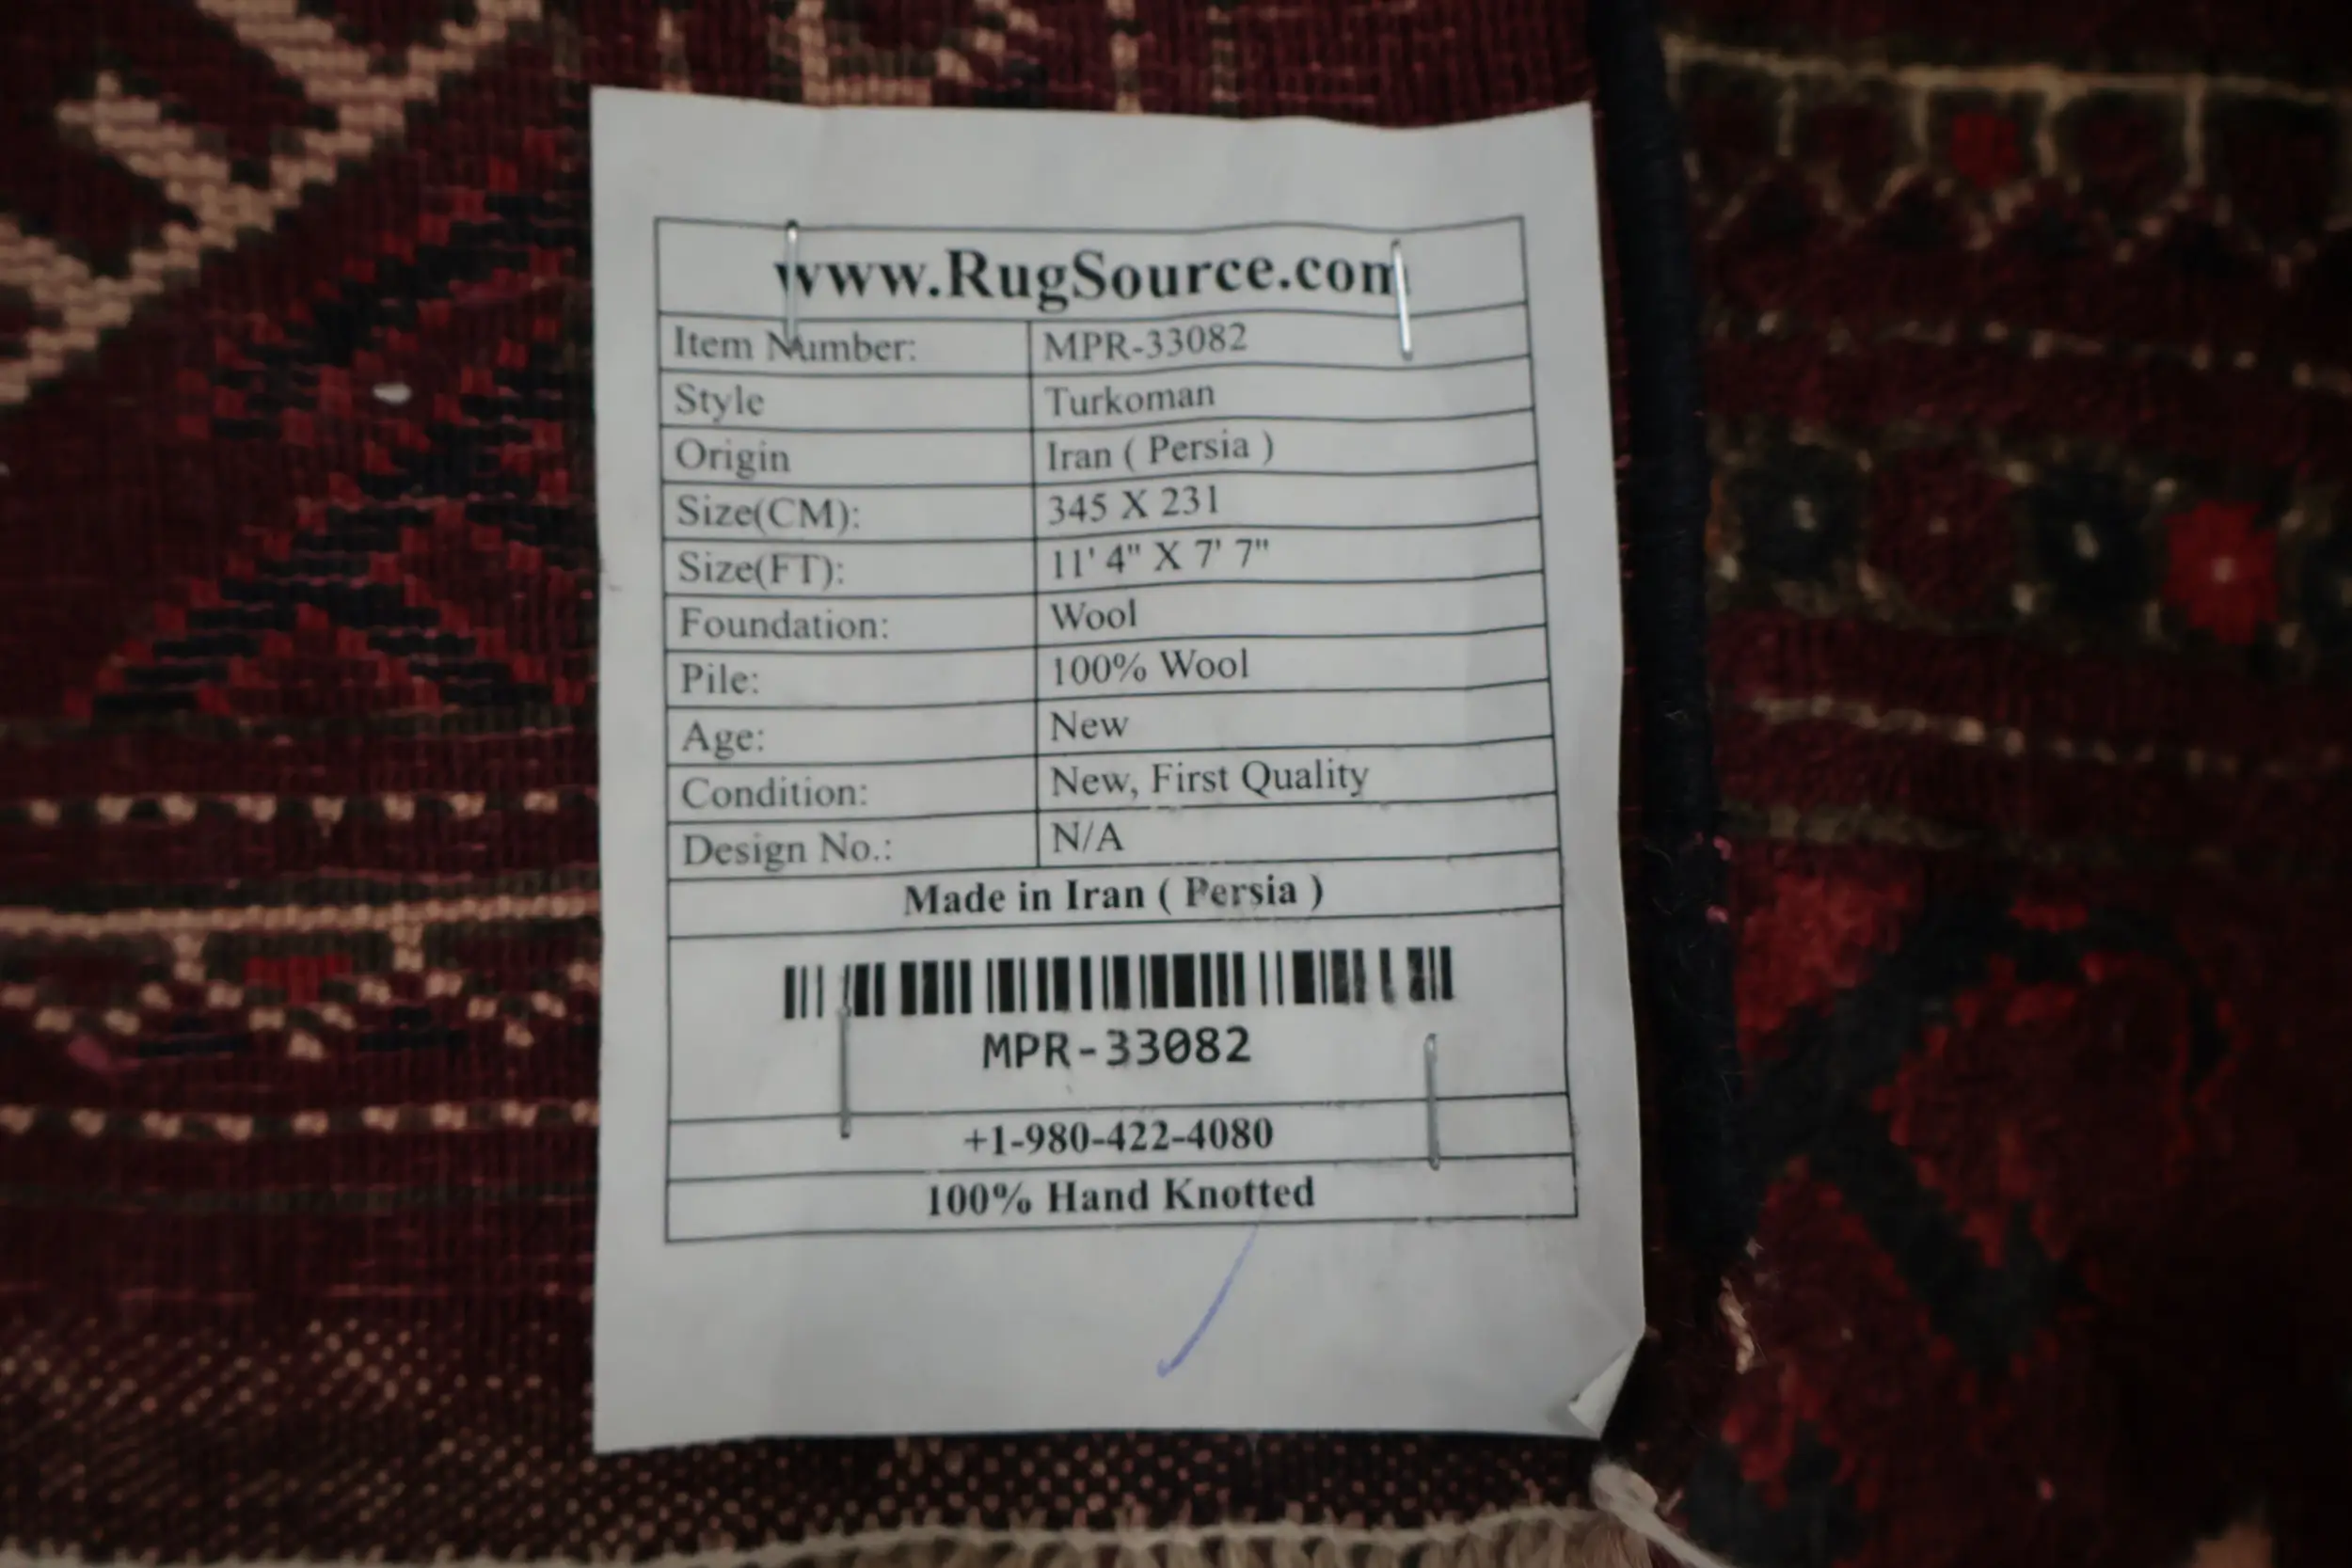 www.RugSource.com
Item Number: MPR-33082
Style Turkoman
Origin Iran ( Persia )
Size(CM): 345 X 231
Size(FT): 11' 4" X 7' 7"
Foundation: Wool
Pile: 100% Wool
Age: New
Condition: New, First Quality
Design No.: N/A
Made in Iran ( Persia )
MPR-33082
+1-980-422-4080
100% Hand Knotted